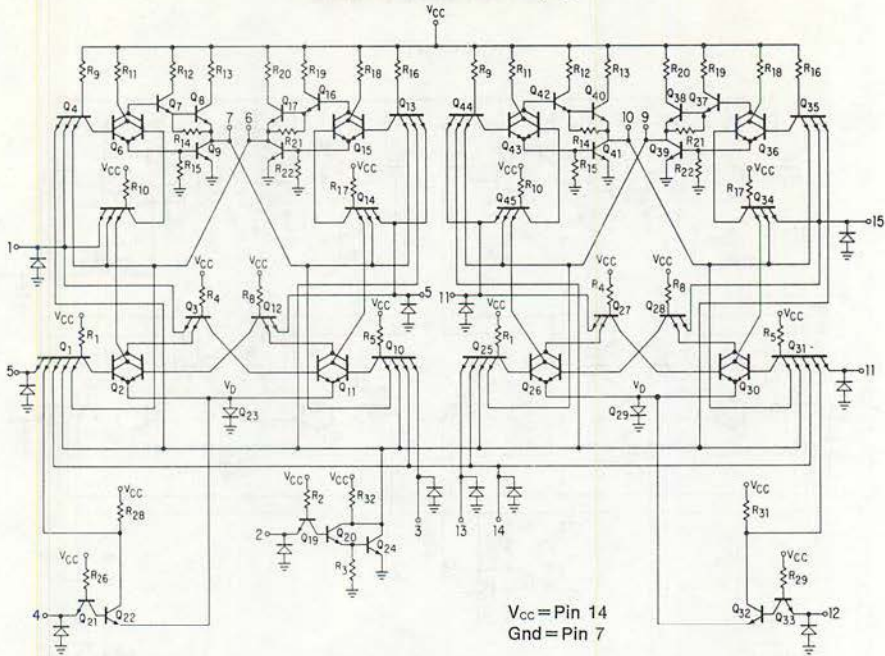 VCC
R9 R11 R12 R13 R20 R19 R18 R16 R9 R11 R12 R13 R20 R19 R18 R16
Q4 Q7 Q8 7 6 Q17 Q16 Q13 Q44 Q42 Q40 10 9 Q38 Q37 Q35
Q6 R14 Q9 R21 Q15 Q43 R14 Q41 Q39 R21 Q36
R15 R22 R15 R22
VCC VCC VCC VCC
R10 R17 Q14 R10 R17 Q34
Q45
1 15
VCC VCC VCC VCC
R4 R8 5 11 R4 R8
Q3 Q12 Q27 Q28
VCC VCC VCC VCC
R1 R5 R1 R5
Q1 Q10 Q25 Q31
5 Q2 Q11 Q26 Q30 11
VD VD
Q23 Q29
VCC VCC VCC VCC
R28 R2 R32 3 13 14 R31
2
VCC Q19 Q20 Q24 VCC
R26 R3 R29
4 Q21 Q22 Q32 Q33 12
VCC=Pin 14
Gnd=Pin 7